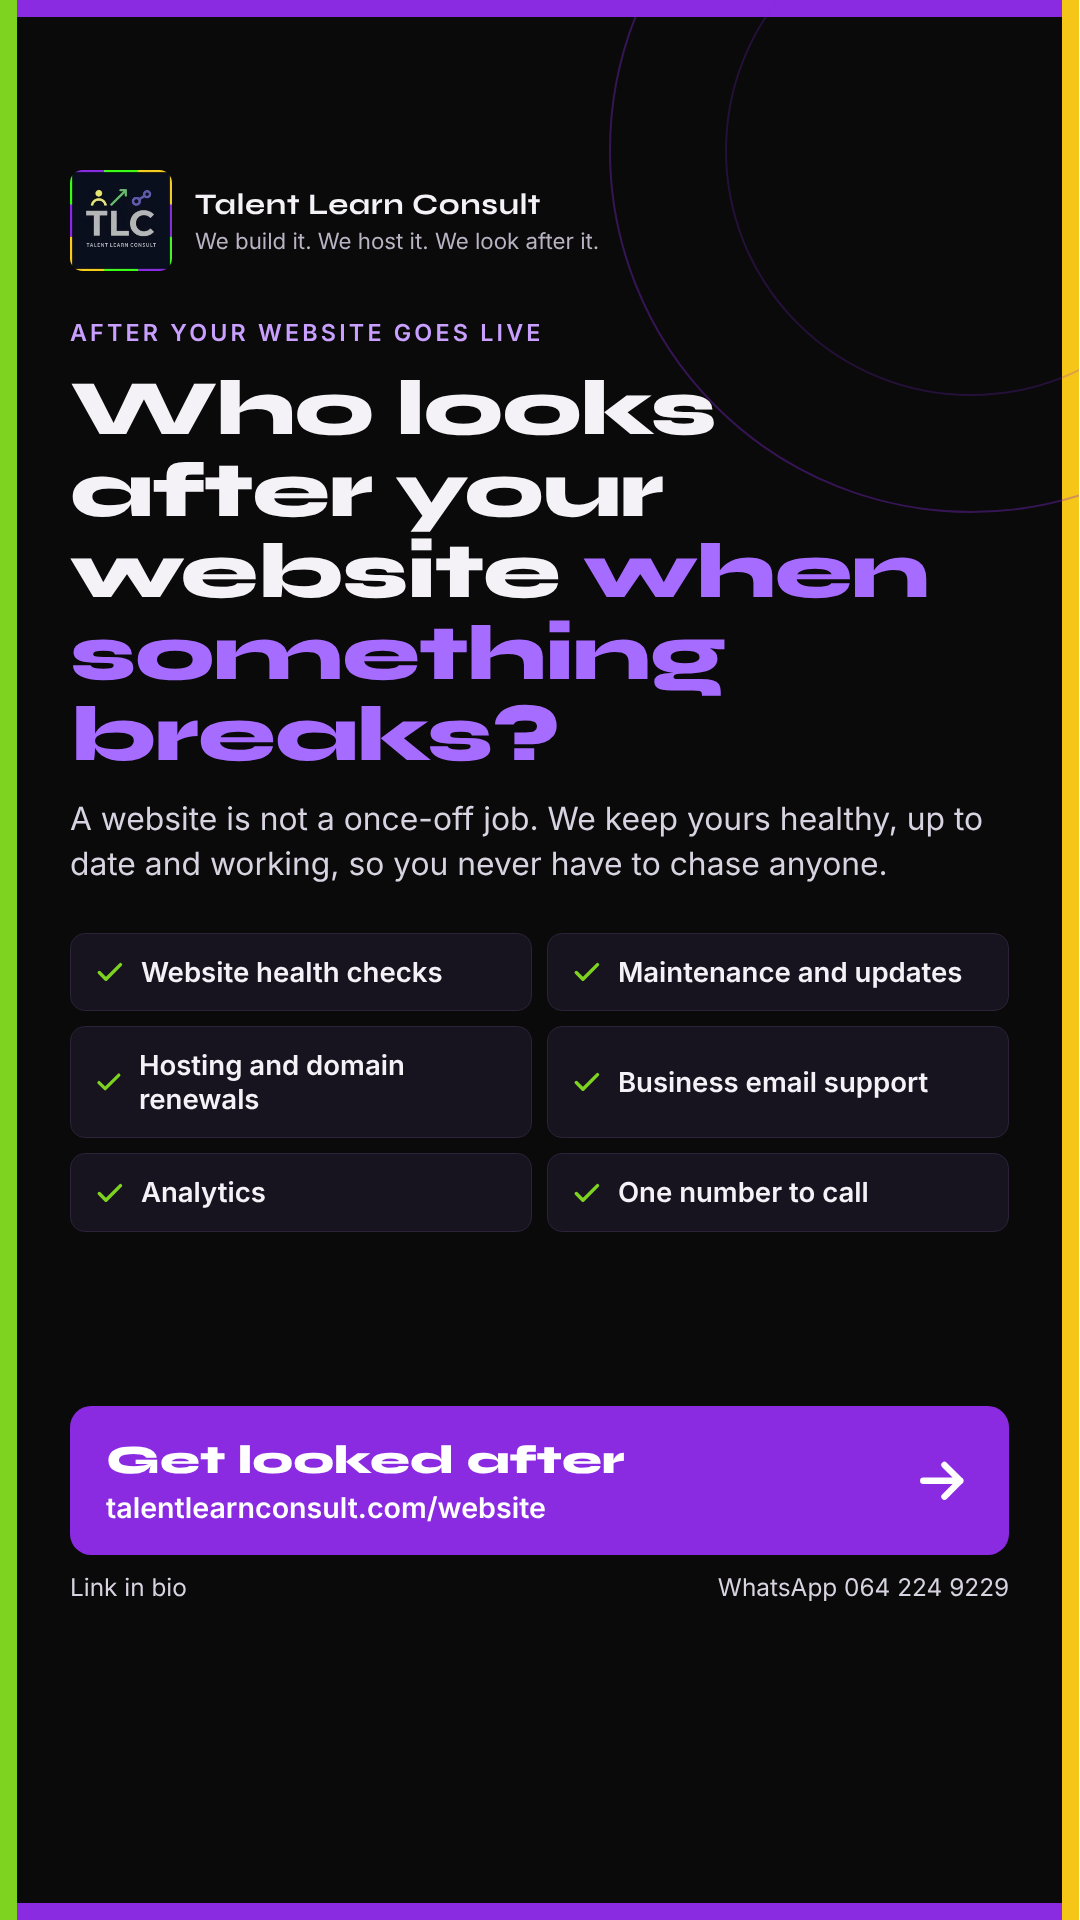 TLC
TALENT LEARN CONSULT
Talent Learn Consult
We build it. We host it. We look after it.
AFTER YOUR WEBSITE GOES LIVE
Who looks
after your
website when
something
breaks?
A website is not a once-off job. We keep yours healthy, up to
date and working, so you never have to chase anyone.
Website health checks
Maintenance and updates
Hosting and domain
renewals
Business email support
Analytics
One number to call
Get looked after
talentlearnconsult.com/website
Link in bio
WhatsApp 064 224 9229